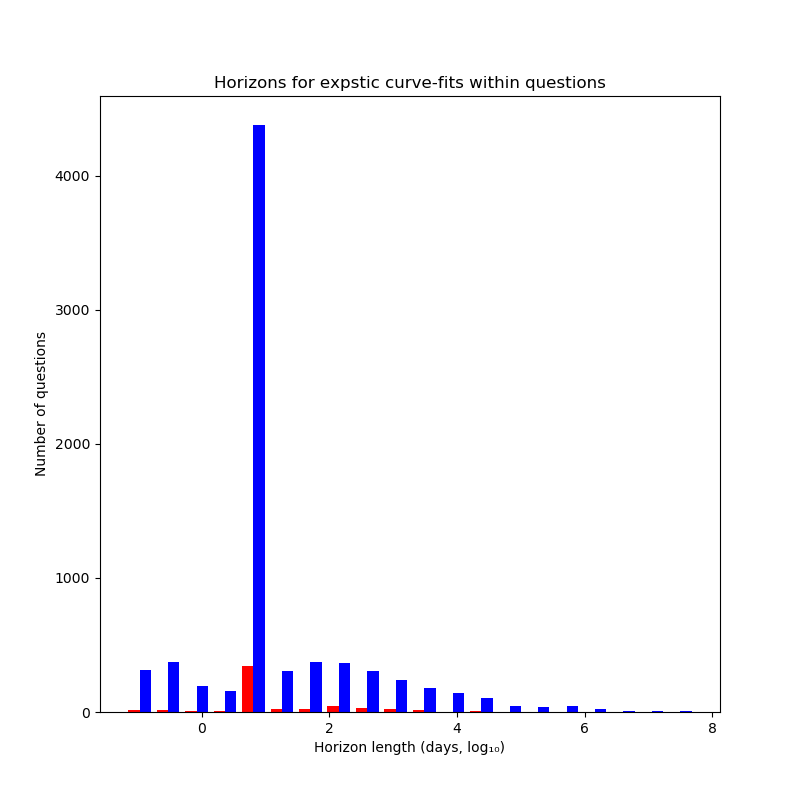 Horizons for expstic curve-fits within questions
Number of questions
4000
3000
2000
1000
0
0 2 4 6 8
Horizon length (days, log₁₀)